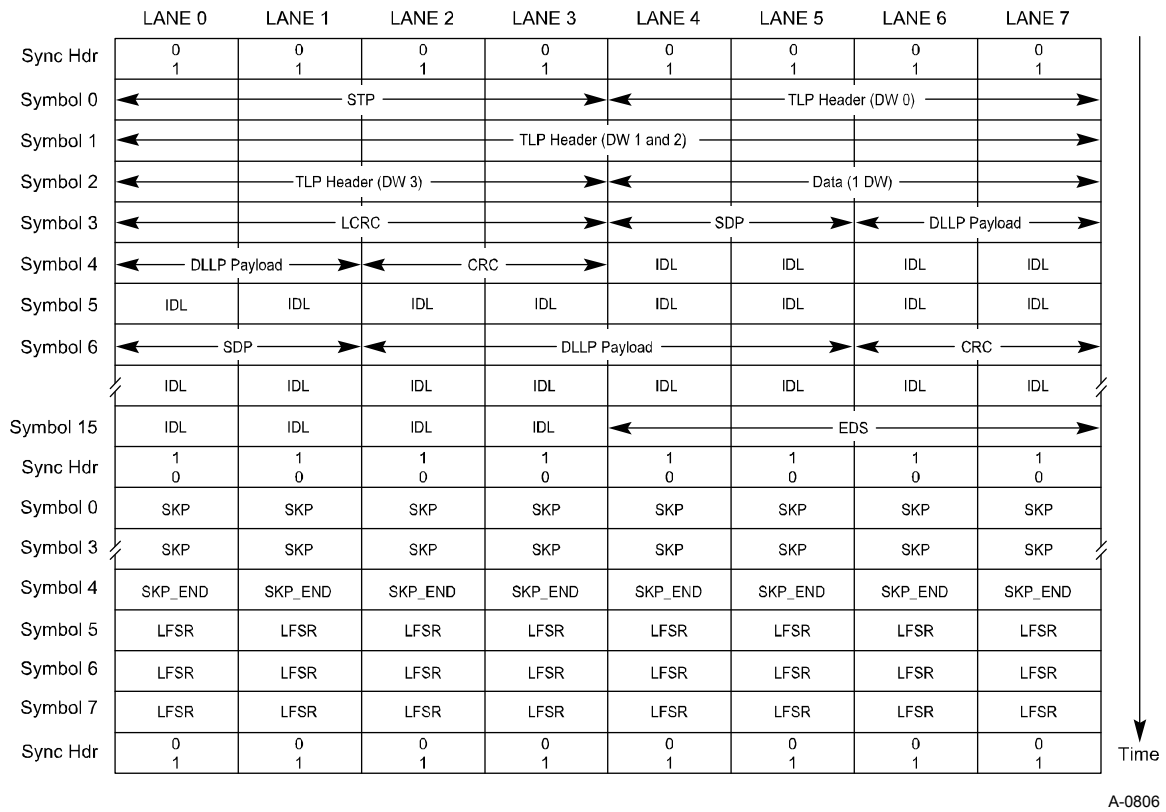 LANE 0 LANE 1 LANE 2 LANE 3 LANE 4 LANE 5 LANE 6 LANE 7
Sync Hdr 0 0 0 0 0 0 0 0
1 1 1 1 1 1 1 1
Symbol 0 STP TLP Header (DW 0)
Symbol 1 TLP Header (DW 1 and 2)
Symbol 2 TLP Header (DW 3) Data (1 DW)
Symbol 3 LCRC SDP DLLP Payload
Symbol 4 DLLP Payload CRC IDL IDL IDL IDL
Symbol 5 IDL IDL IDL IDL IDL IDL IDL IDL
Symbol 6 SDP DLLP Payload CRC
IDL IDL IDL IDL IDL IDL IDL IDL
Symbol 15 IDL IDL IDL IDL EDS
Sync Hdr 1 1 1 1 1 1 1 1
0 0 0 0 0 0 0 0
Symbol 0 SKP SKP SKP SKP SKP SKP SKP SKP
Symbol 3 SKP SKP SKP SKP SKP SKP SKP SKP
Symbol 4 SKP_END SKP_END SKP_END SKP_END SKP_END SKP_END SKP_END SKP_END
Symbol 5 LFSR LFSR LFSR LFSR LFSR LFSR LFSR LFSR
Symbol 6 LFSR LFSR LFSR LFSR LFSR LFSR LFSR LFSR
Symbol 7 LFSR LFSR LFSR LFSR LFSR LFSR LFSR LFSR
Sync Hdr 0 0 0 0 0 0 0 0
1 1 1 1 1 1 1 1
Time
A-0806